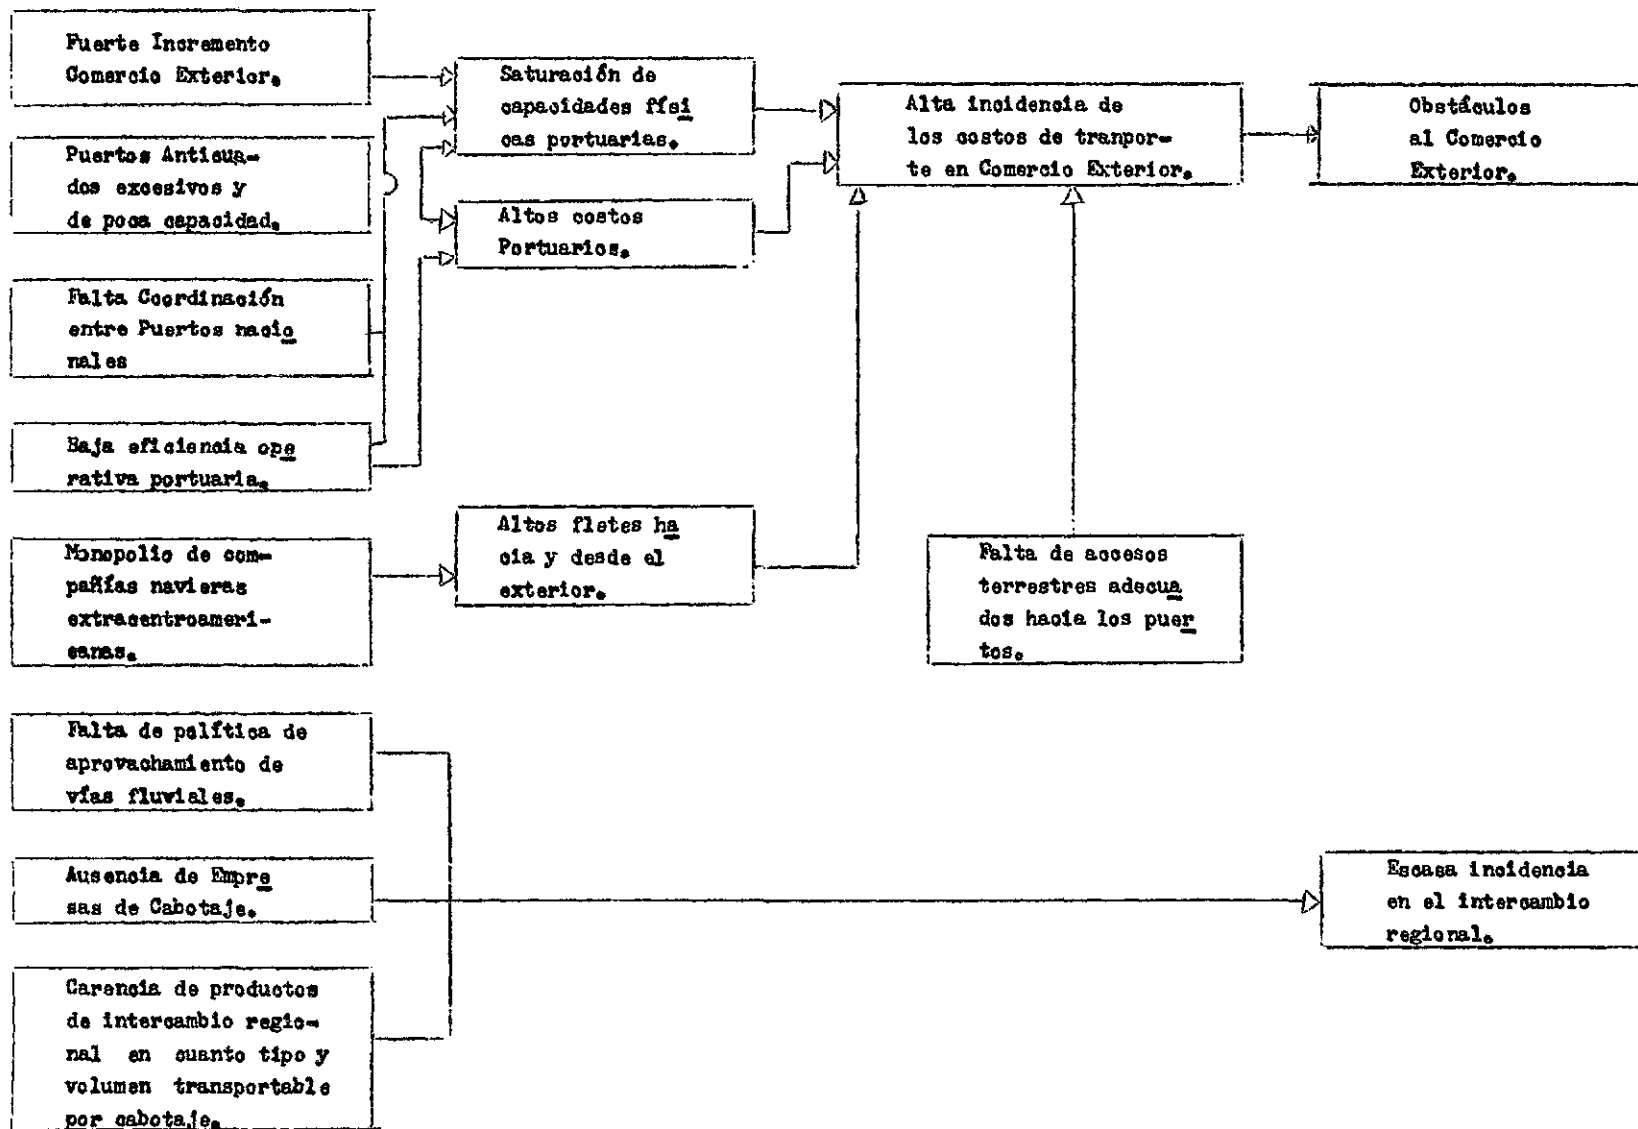 Fuerte Incremento
Comercio Exterior.
Puertos Anticua-
dos excesivos y
de poca capacidad.
Falta Coordinación
entre Puertos nacio
nales
Baja eficiencia ope
rativa portuaria.
Monopolio de com-
pañías navieras
extracentroameri-
canas.
Saturación de
capacidades físi
cas portuarias.
Altos costos
Portuarios.
Altos fletes ha
cia y desde el
exterior.
Alta incidencia de
los costos de tranpor-
te en Comercio Exterior.
Falta de accesos
terrestres adecua
dos hacia los puer
tos.
Obstáculos
al Comercio
Exterior.
Falta de política de
aprovachamiento de
vías fluviales.
Ausencia de Empre
sas de Cabotaje.
Carencia de productos
de intercambio regio-
nal en cuanto tipo y
volumen transportable
por cabotaje.
Escasa incidencia
en el intercambio
regional.